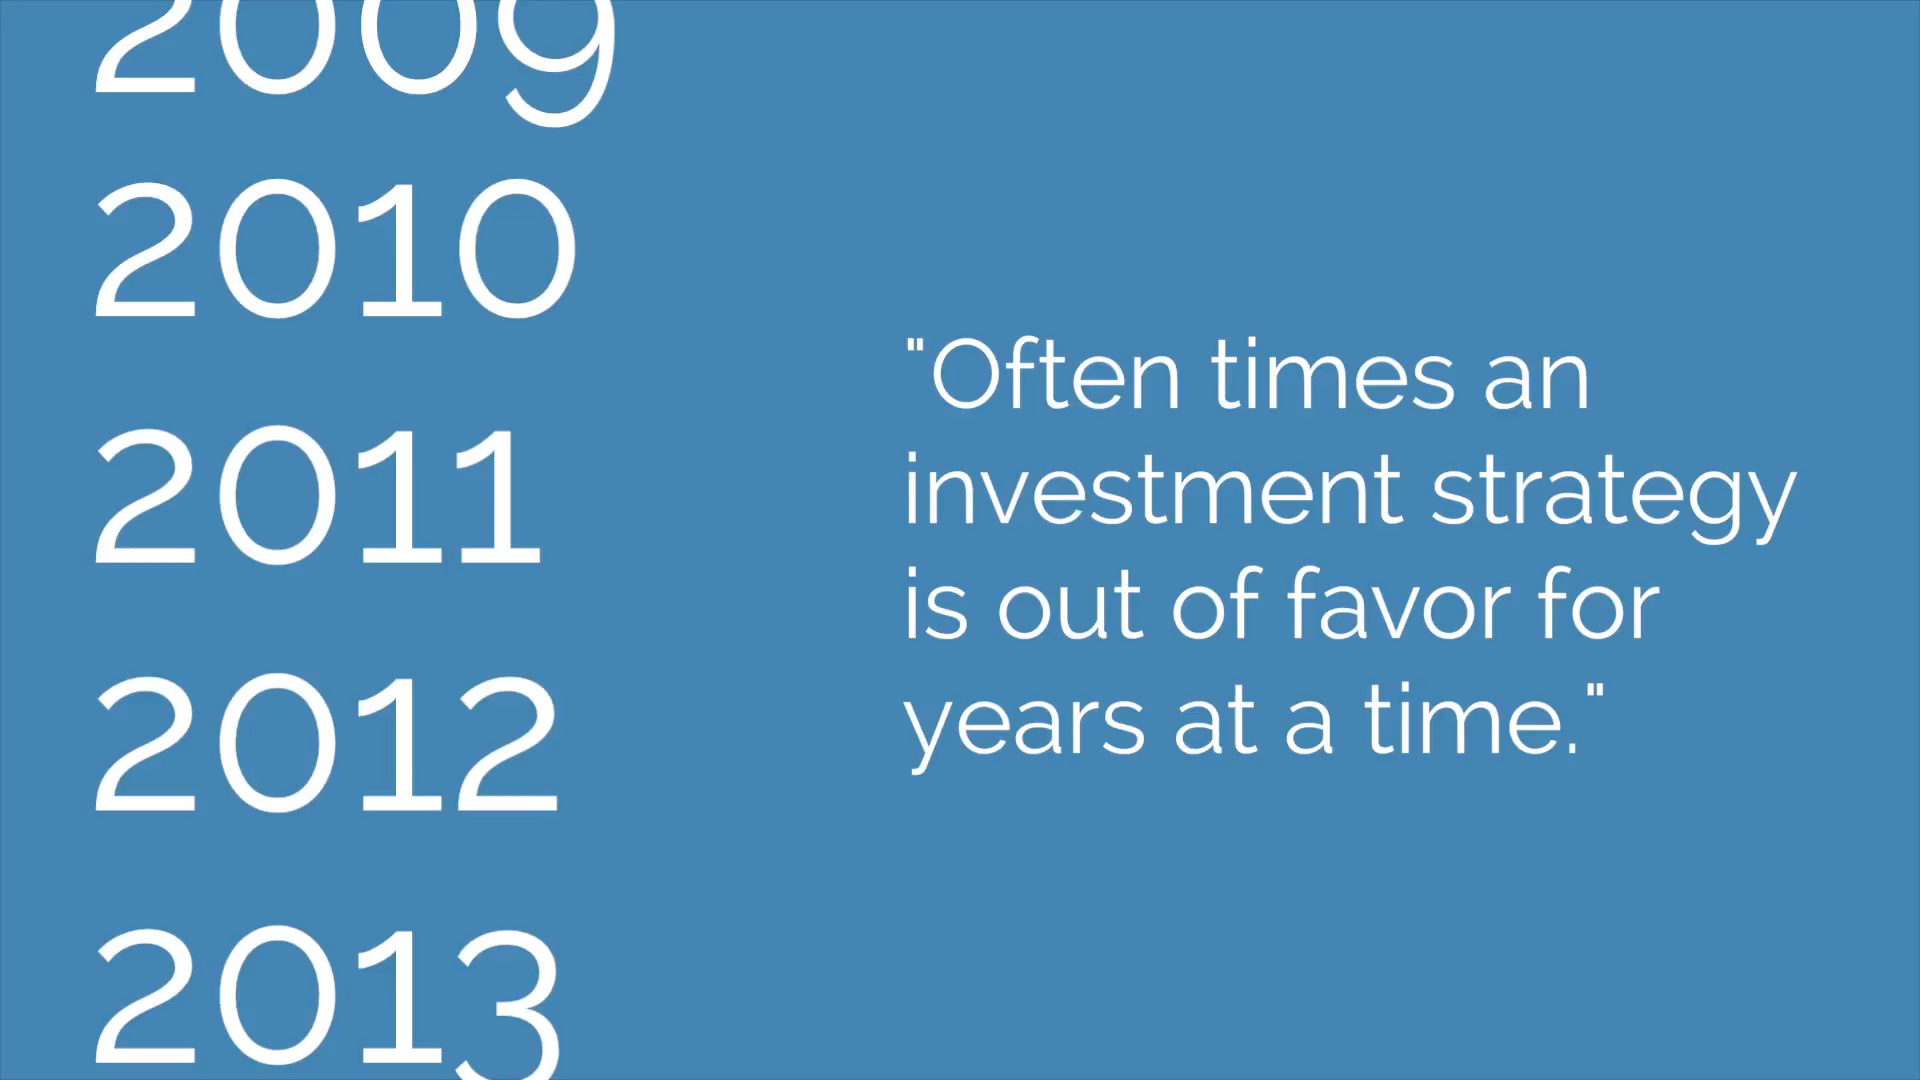 2009
2010
2011
2012
2013
"Often times an
investment strategy
is out of favor for
years at a time."